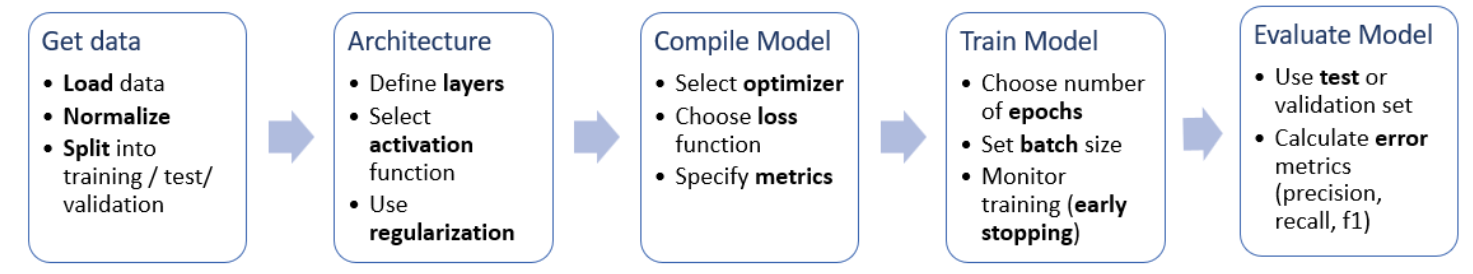 Get data
• Load data
• Normalize
• Split into
training / test/
validation
Architecture
• Define layers
• Select
activation
function
• Use
regularization
Compile Model
• Select optimizer
• Choose loss
function
• Specify metrics
Train Model
• Choose number
of epochs
• Set batch size
• Monitor
training (early
stopping)
Evaluate Model
• Use test or
validation set
• Calculate error
metrics
(precision,
recall, f1)